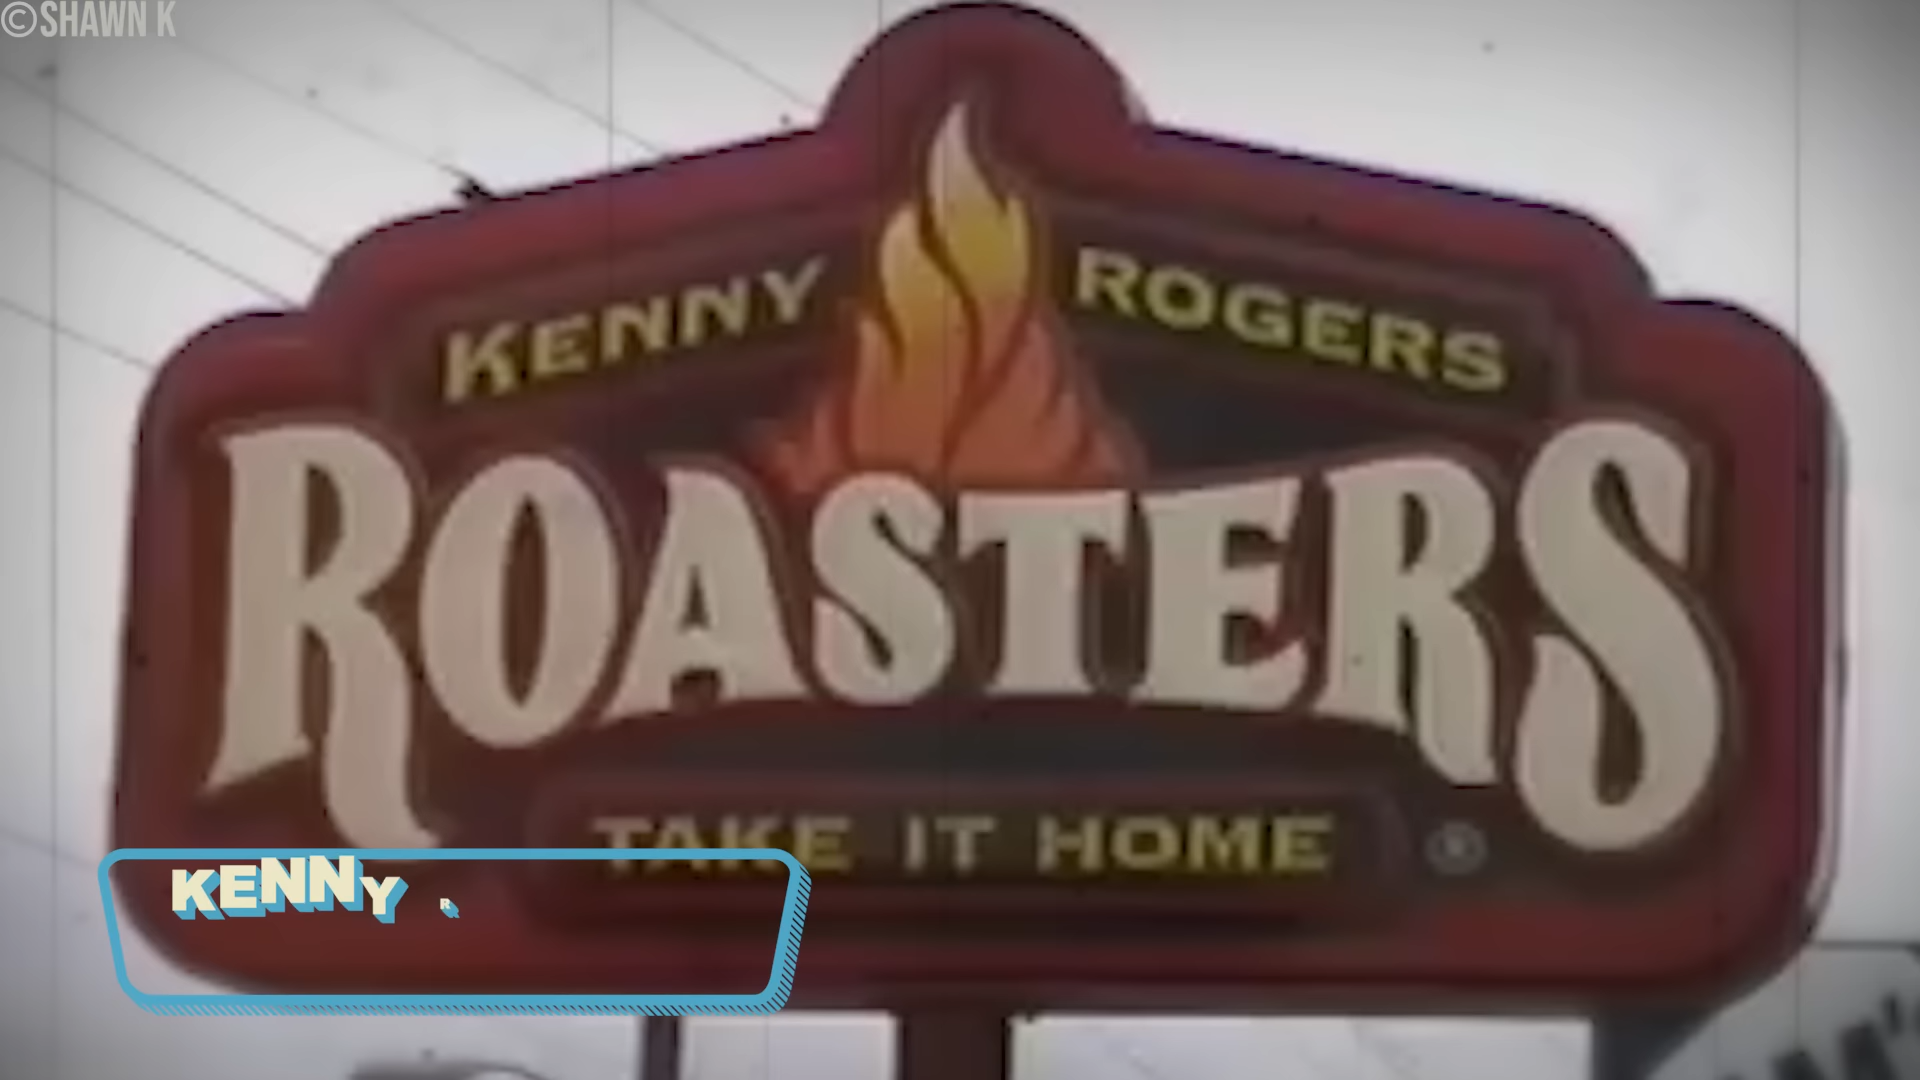 ©SHAWN K
KENNY ROGERS
ROASTERS
TAKE IT HOME ®
KENNY R